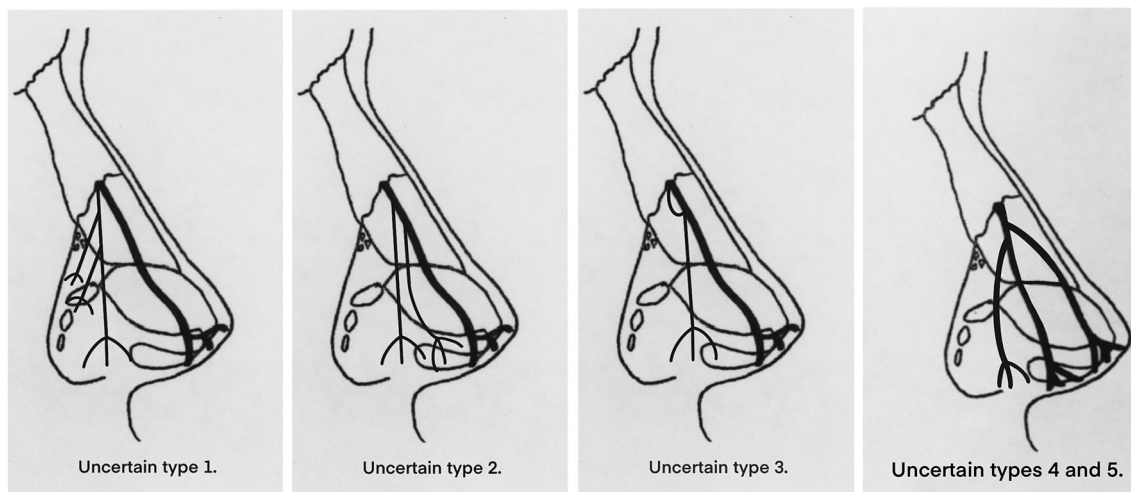 Uncertain type 1.
Uncertain type 2.
Uncertain type 3.
Uncertain types 4 and 5.